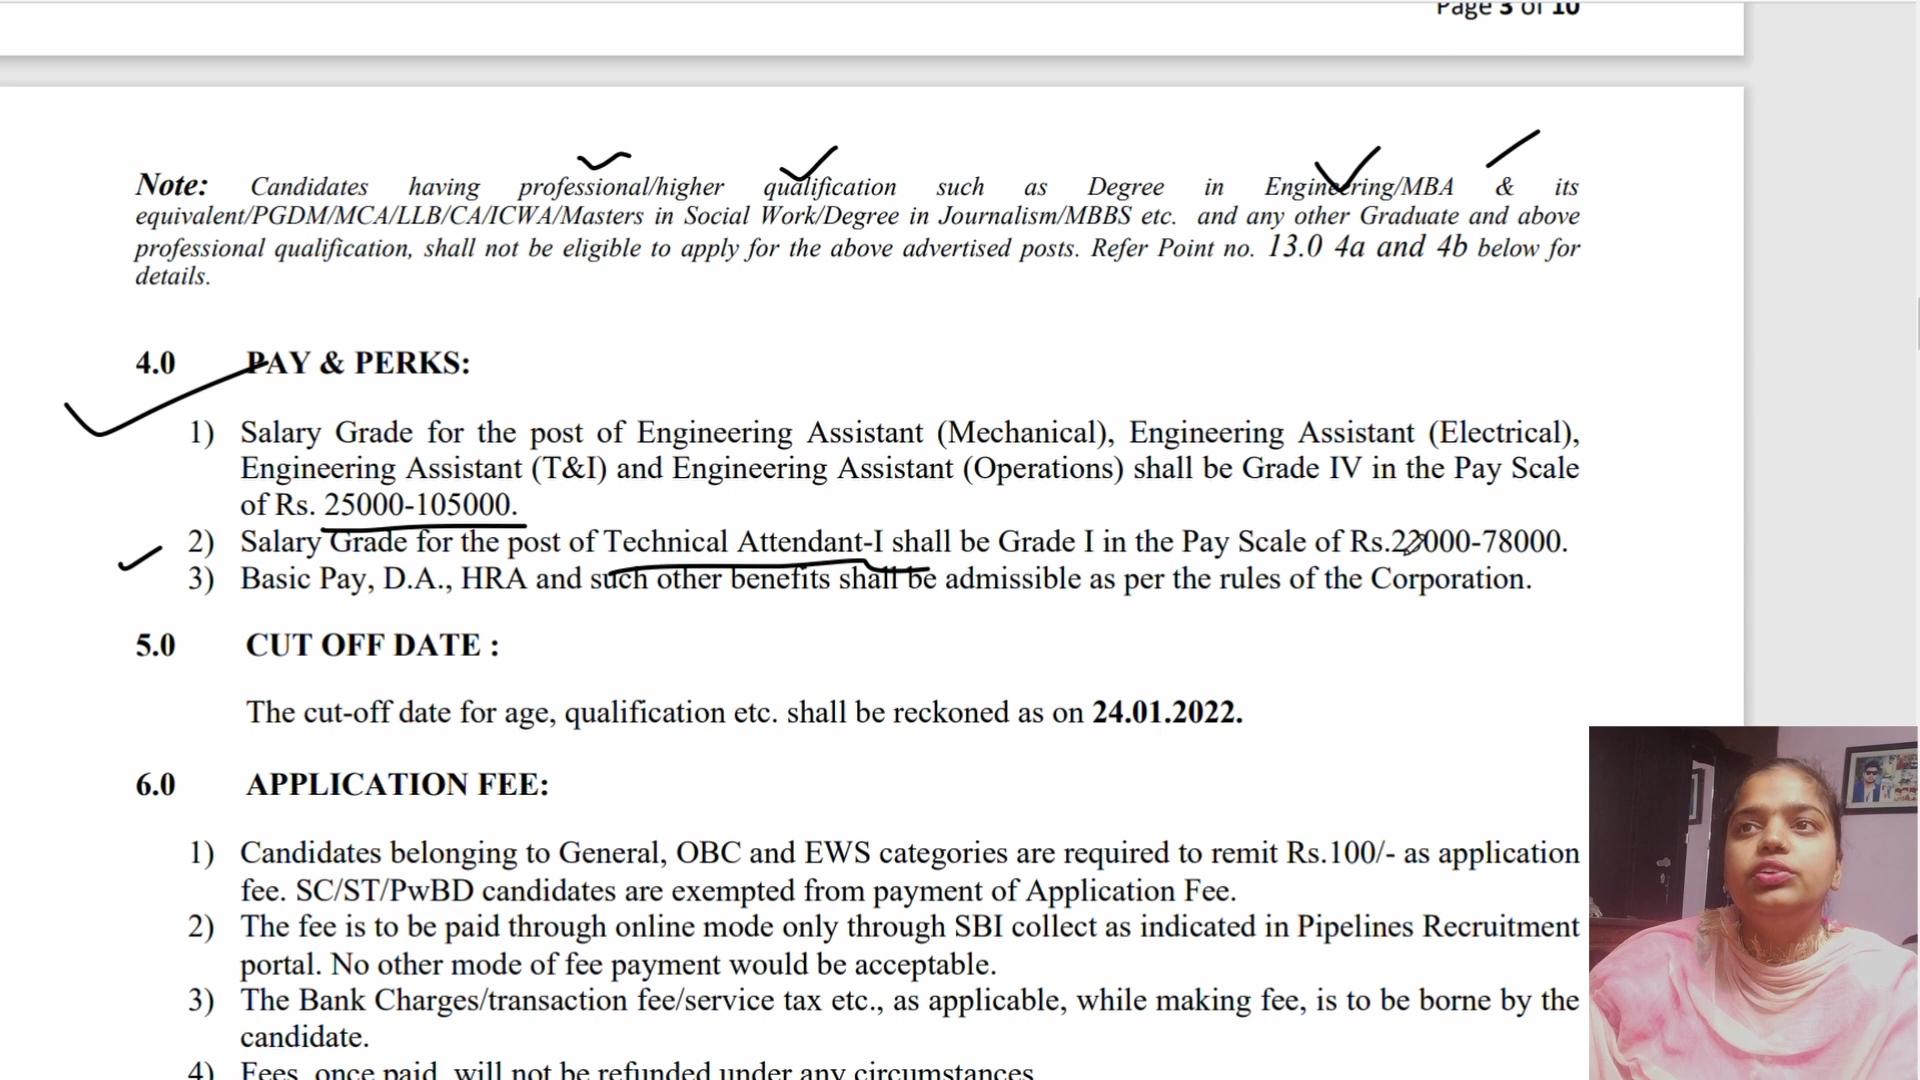 Page 3 of 10
Note: Candidates having professional/higher qualification such as Degree in Engineering/MBA & its
equivalent/PGDM/MCA/LLB/CA/ICWA/Masters in Social Work/Degree in Journalism/MBBS etc. and any other Graduate and above
professional qualification, shall not be eligible to apply for the above advertised posts. Refer Point no. 13.0 4a and 4b below for
details.
4.0 PAY & PERKS:
1) Salary Grade for the post of Engineering Assistant (Mechanical), Engineering Assistant (Electrical),
Engineering Assistant (T&I) and Engineering Assistant (Operations) shall be Grade IV in the Pay Scale
of Rs. 25000-105000.
2) Salary Grade for the post of Technical Attendant-I shall be Grade I in the Pay Scale of Rs.23000-78000.
3) Basic Pay, D.A., HRA and such other benefits shall be admissible as per the rules of the Corporation.
5.0 CUT OFF DATE :
The cut-off date for age, qualification etc. shall be reckoned as on 24.01.2022.
6.0 APPLICATION FEE:
1) Candidates belonging to General, OBC and EWS categories are required to remit Rs.100/- as application
fee. SC/ST/PwBD candidates are exempted from payment of Application Fee.
2) The fee is to be paid through online mode only through SBI collect as indicated in Pipelines Recruitment
portal. No other mode of fee payment would be acceptable.
3) The Bank Charges/transaction fee/service tax etc., as applicable, while making fee, is to be borne by the
candidate.
4) Fees, once paid, will not be refunded under any circumstances